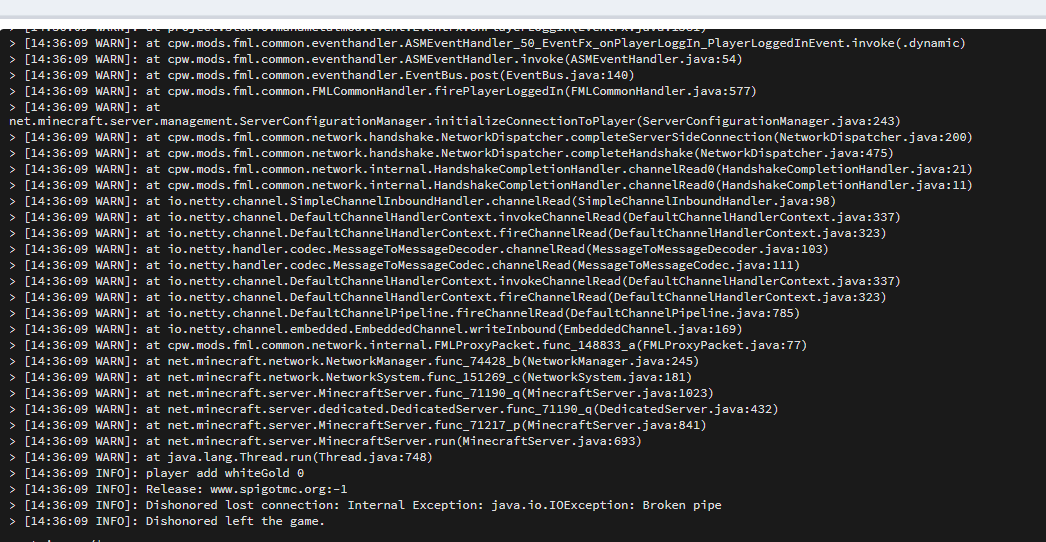 > [14:36:09 WARN]: at cpw.mods.fml.common.eventhandler.ASMEventHandler_50_EventFx_onPlayerLoggIn_PlayerLoggedInEvent.invoke(.dynamic)
> [14:36:09 WARN]: at cpw.mods.fml.common.eventhandler.ASMEventHandler.invoke(ASMEventHandler.java:54)
> [14:36:09 WARN]: at cpw.mods.fml.common.eventhandler.EventBus.post(EventBus.java:140)
> [14:36:09 WARN]: at cpw.mods.fml.common.FMLCommonHandler.firePlayerLoggedIn(FMLCommonHandler.java:577)
> [14:36:09 WARN]: at
net.minecraft.server.management.ServerConfigurationManager.initializeConnectionToPlayer(ServerConfigurationManager.java:243)
> [14:36:09 WARN]: at cpw.mods.fml.common.network.handshake.NetworkDispatcher.completeServerSideConnection(NetworkDispatcher.java:200)
> [14:36:09 WARN]: at cpw.mods.fml.common.network.handshake.NetworkDispatcher.completeHandshake(NetworkDispatcher.java:475)
> [14:36:09 WARN]: at cpw.mods.fml.common.network.internal.HandshakeCompletionHandler.channelRead0(HandshakeCompletionHandler.java:21)
> [14:36:09 WARN]: at cpw.mods.fml.common.network.internal.HandshakeCompletionHandler.channelRead0(HandshakeCompletionHandler.java:11)
> [14:36:09 WARN]: at io.netty.channel.SimpleChannelInboundHandler.channelRead(SimpleChannelInboundHandler.java:98)
> [14:36:09 WARN]: at io.netty.channel.DefaultChannelHandlerContext.invokeChannelRead(DefaultChannelHandlerContext.java:337)
> [14:36:09 WARN]: at io.netty.channel.DefaultChannelHandlerContext.fireChannelRead(DefaultChannelHandlerContext.java:323)
> [14:36:09 WARN]: at io.netty.handler.codec.MessageToMessageDecoder.channelRead(MessageToMessageDecoder.java:103)
> [14:36:09 WARN]: at io.netty.handler.codec.MessageToMessageCodec.channelRead(MessageToMessageCodec.java:111)
> [14:36:09 WARN]: at io.netty.channel.DefaultChannelHandlerContext.invokeChannelRead(DefaultChannelHandlerContext.java:337)
> [14:36:09 WARN]: at io.netty.channel.DefaultChannelHandlerContext.fireChannelRead(DefaultChannelHandlerContext.java:323)
> [14:36:09 WARN]: at io.netty.channel.DefaultChannelPipeline.fireChannelRead(DefaultChannelPipeline.java:785)
> [14:36:09 WARN]: at io.netty.channel.embedded.EmbeddedChannel.writeInbound(EmbeddedChannel.java:169)
> [14:36:09 WARN]: at cpw.mods.fml.common.network.internal.FMLProxyPacket.func_148833_a(FMLProxyPacket.java:77)
> [14:36:09 WARN]: at net.minecraft.network.NetworkManager.func_74428_b(NetworkManager.java:245)
> [14:36:09 WARN]: at net.minecraft.network.NetworkSystem.func_151269_c(NetworkSystem.java:181)
> [14:36:09 WARN]: at net.minecraft.server.MinecraftServer.func_71190_q(MinecraftServer.java:1023)
> [14:36:09 WARN]: at net.minecraft.server.dedicated.DedicatedServer.func_71190_q(DedicatedServer.java:432)
> [14:36:09 WARN]: at net.minecraft.server.MinecraftServer.func_71217_p(MinecraftServer.java:841)
> [14:36:09 WARN]: at net.minecraft.server.MinecraftServer.run(MinecraftServer.java:693)
> [14:36:09 WARN]: at java.lang.Thread.run(Thread.java:748)
> [14:36:09 INFO]: player add whiteGold 0
> [14:36:09 INFO]: Release: www.spigotmc.org:-1
> [14:36:09 INFO]: Dishonored lost connection: Internal Exception: java.io.IOException: Broken pipe
> [14:36:09 INFO]: Dishonored left the game.